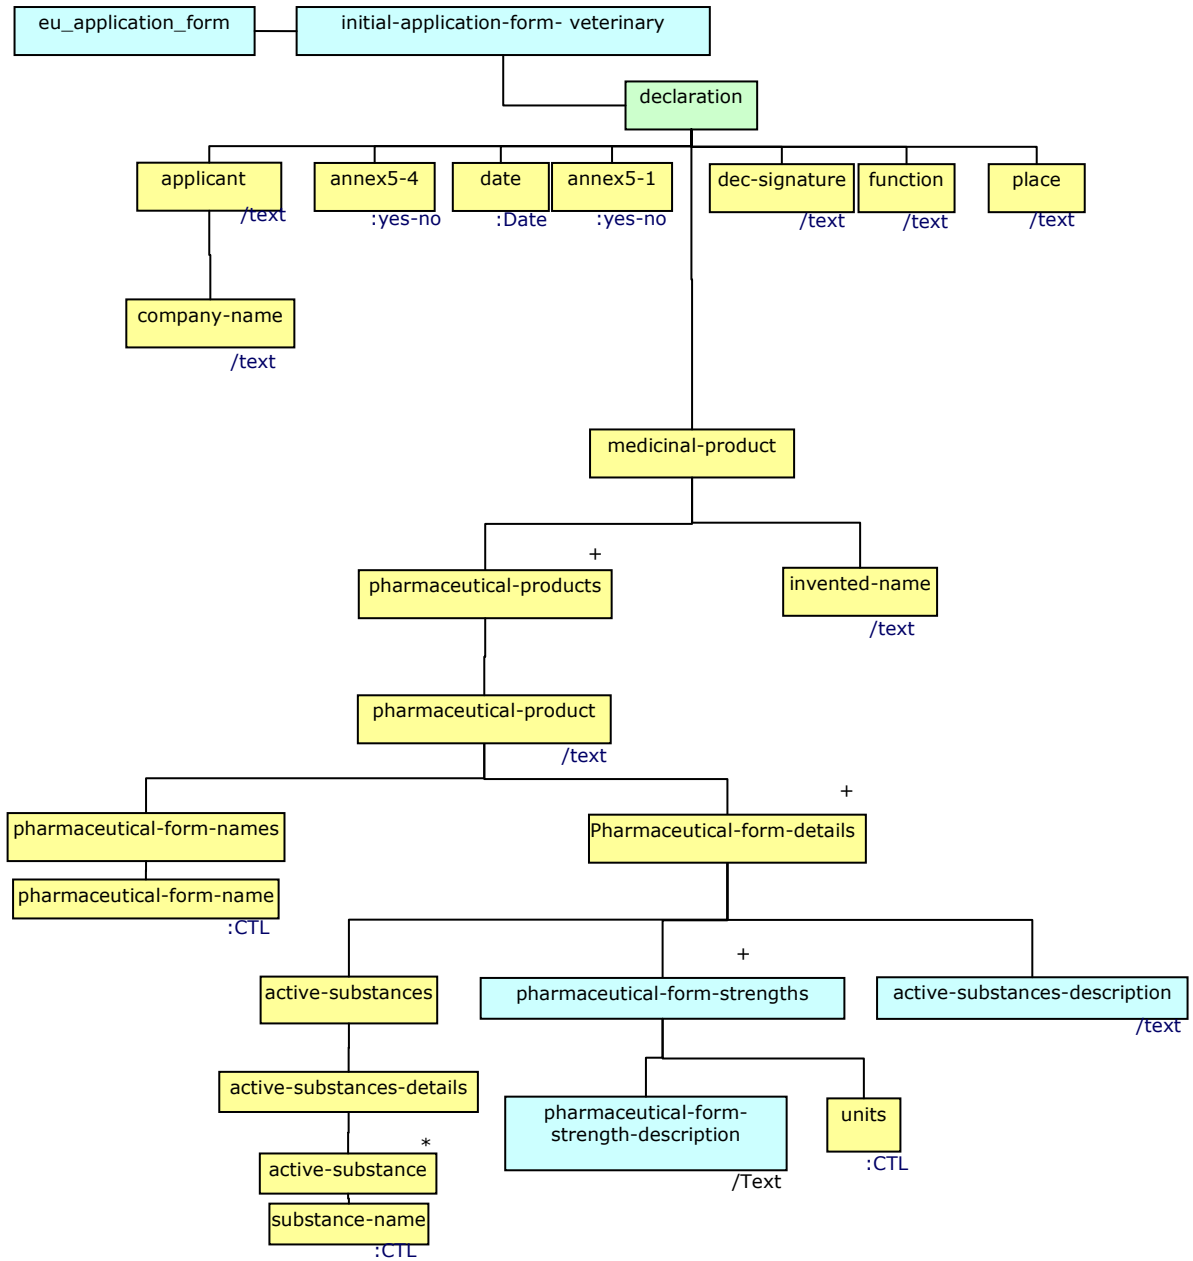 eu_application_form
initial-application-form- veterinary
declaration
applicant
/text
annex5-4
:yes-no
date
:Date
annex5-1
:yes-no
dec-signature
/text
function
/text
place
/text
company-name
/text
medicinal-product
+
pharmaceutical-products
invented-name
/text
pharmaceutical-product
/text
pharmaceutical-form-names
+
Pharmaceutical-form-details
pharmaceutical-form-name
:CTL
active-substances
+
pharmaceutical-form-strengths
active-substances-description
/text
active-substances-details
pharmaceutical-form-
strength-description
/Text
units
:CTL
*
active-substance
substance-name
:CTL